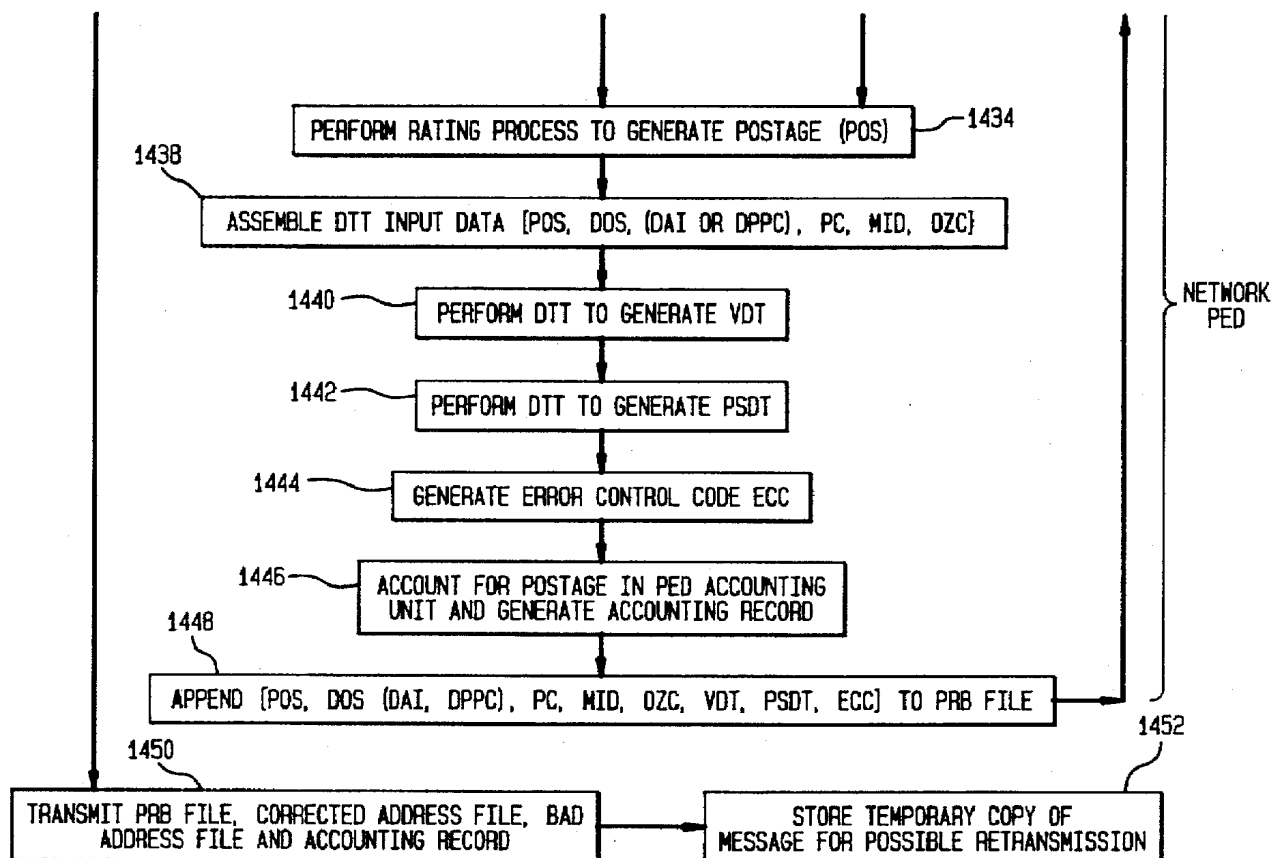 PERFORM RATING PROCESS TO GENERATE POSTAGE (POS)
1434
1438
ASSEMBLE DTT INPUT DATA [POS, DOS, (DAI OR DPPC), PC, MID, OZC]
1440
PERFORM DTT TO GENERATE VDT
NETWORK
PED
1442
PERFORM DTT TO GENERATE PSDT
1444
GENERATE ERROR CONTROL CODE ECC
1446
ACCOUNT FOR POSTAGE IN PED ACCOUNTING
UNIT AND GENERATE ACCOUNTING RECORD
1448
APPEND [POS, DOS (DAI, DPPC), PC, MID, OZC, VDT, PSDT, ECC] TO PRB FILE
1450
TRANSMIT PRB FILE, CORRECTED ADDRESS FILE, BAD
ADDRESS FILE AND ACCOUNTING RECORD
1452
STORE TEMPORARY COPY OF
MESSAGE FOR POSSIBLE RETRANSMISSION